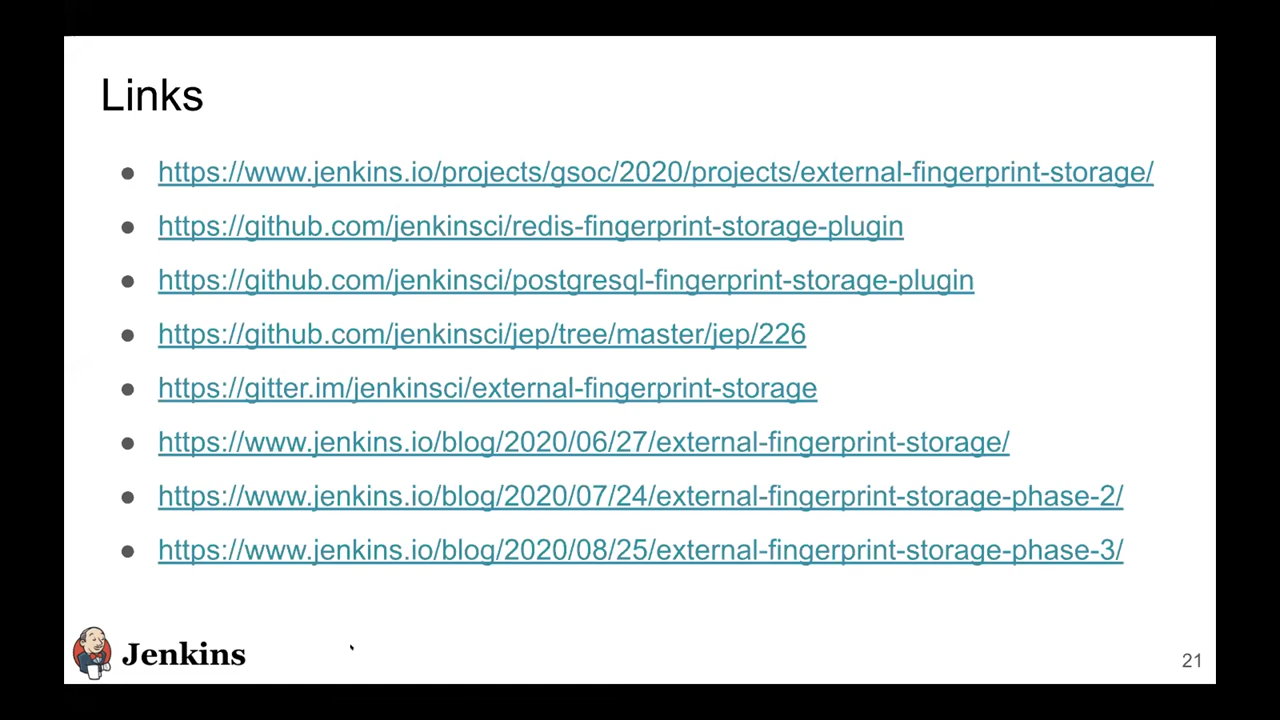 Links
● https://www.jenkins.io/projects/gsoc/2020/projects/external-fingerprint-storage/
● https://github.com/jenkinsci/redis-fingerprint-storage-plugin
● https://github.com/jenkinsci/postgresql-fingerprint-storage-plugin
● https://github.com/jenkinsci/jep/tree/master/jep/226
● https://gitter.im/jenkinsci/external-fingerprint-storage
● https://www.jenkins.io/blog/2020/06/27/external-fingerprint-storage/
● https://www.jenkins.io/blog/2020/07/24/external-fingerprint-storage-phase-2/
● https://www.jenkins.io/blog/2020/08/25/external-fingerprint-storage-phase-3/
Jenkins
21